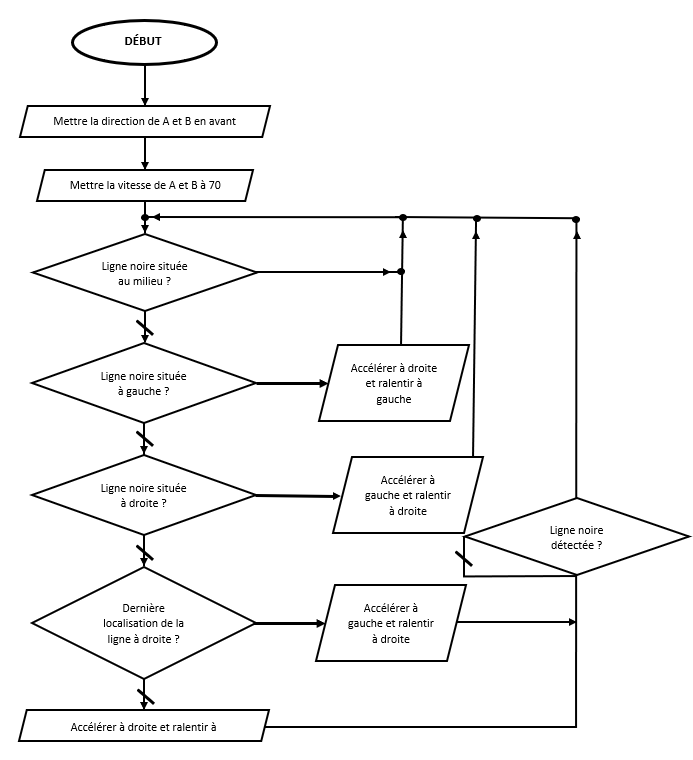 DÉBUT
Mettre la direction de A et B en avant
Mettre la vitesse de A et B à 70
Ligne noire située
au milieu ?
Ligne noire située
à gauche ?
Accélérer à droite
et ralentir à
gauche
Ligne noire située
à droite ?
Accélérer à
gauche et ralentir
à droite
Ligne noire
détectée ?
Dernière
localisation de la
ligne à droite ?
Accélérer à
gauche et ralentir
à droite
Accélérer à droite et ralentir à